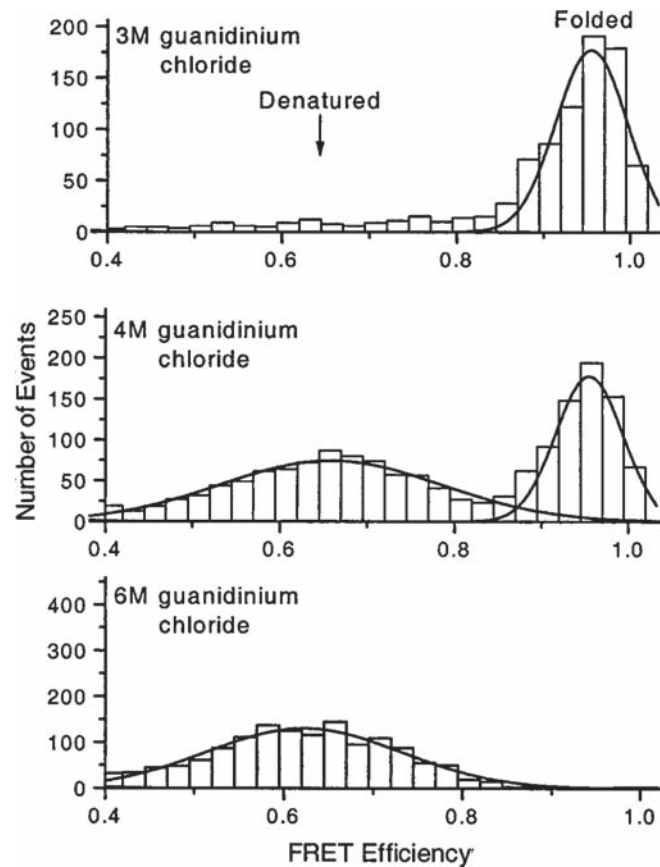 3M guanidinium
chloride
Folded
Denatured
200
150
100
50
0
0.4 0.6 0.8 1.0
4M guanidinium
chloride
250
200
150
100
50
0
0.4 0.6 0.8 1.0
Number of Events
6M guanidinium
chloride
400
300
200
100
0
0.4 0.6 0.8 1.0
FRET Efficiency